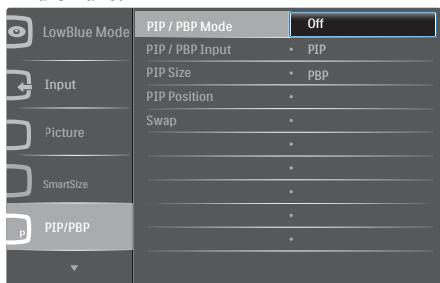 LowBlue Mode
Input
Picture
SmartSize
P
PIP/PBP
PIP / PBP Mode
Off
PIP / PBP Input
PIP
PIP Size
PBP
PIP Position
Swap